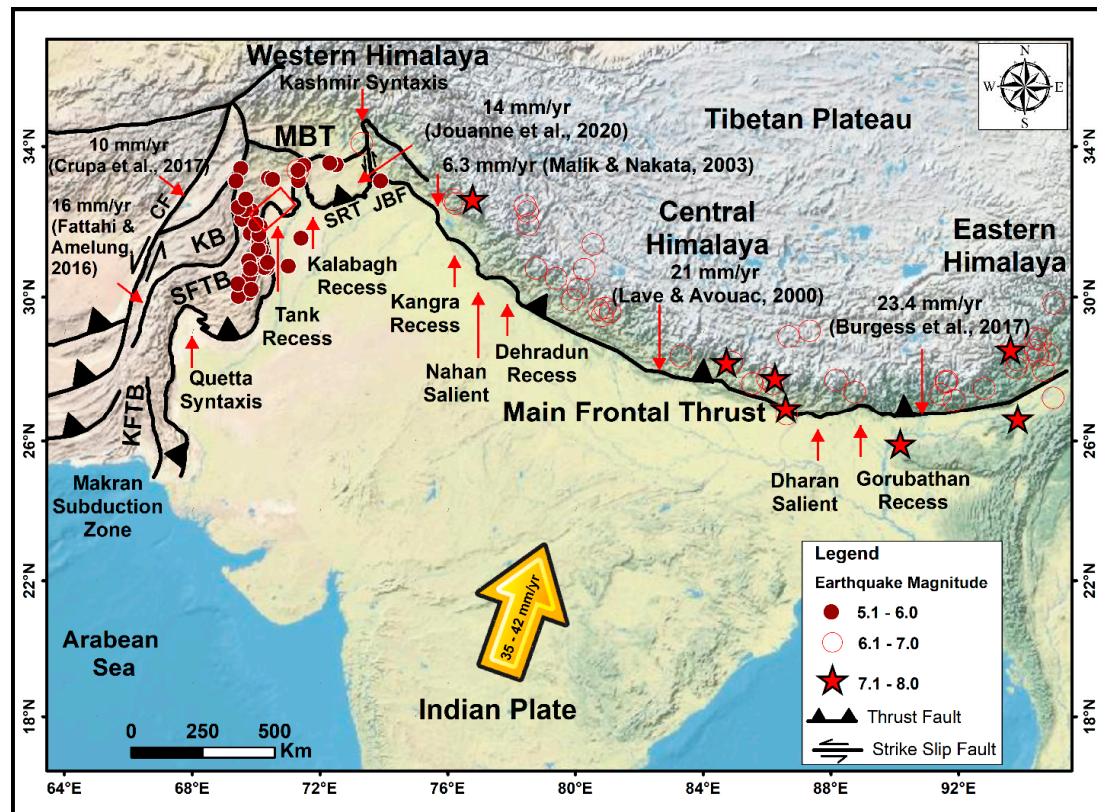 Western Himalaya
Kashmir Syntaxis
N
W
E
S
MBT
14 mm/yr
(Jouanne et al., 2020)
Tibetan Plateau
10 mm/yr
(Crupa et al., 2017)
6.3 mm/yr (Malik & Nakata, 2003)
16 mm/yr
(Fattahi &
Amelung,
2016)
CF
SRT
JBF
KB
Central
Himalaya
21 mm/yr
(Lave & Avouac, 2000)
Eastern
Himalaya
23.4 mm/yr
(Burgess et al., 2017)
SFTB
Kalabagh
Recess
Tank
Recess
Kangra
Recess
Nahan
Salient
Dehradun
Recess
Quetta
Syntaxis
KFTB
Main Frontal Thrust
Makran
Subduction
Zone
Dharan
Salient
Gorubathan
Recess
35 - 42 mm/yr
Arabean
Sea
Indian Plate
Legend
Earthquake Magnitude
5.1 - 6.0
6.1 - 7.0
7.1 - 8.0
Thrust Fault
Strike Slip Fault
0 250 500
Km
34°N
30°N
26°N
22°N
18°N
34°N
30°N
26°N
22°N
18°N
64°E 68°E 72°E 76°E 80°E 84°E 88°E 92°E